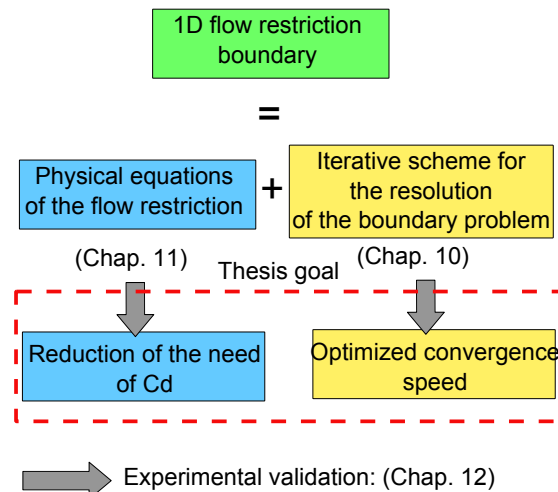 1D flow restriction
boundary
=
Physical equations
of the flow restriction
+
Iterative scheme for
the resolution
of the boundary problem
(Chap. 11)
(Chap. 10)
Thesis goal
Reduction of the need
of Cd
Optimized convergence
speed
Experimental validation: (Chap. 12)